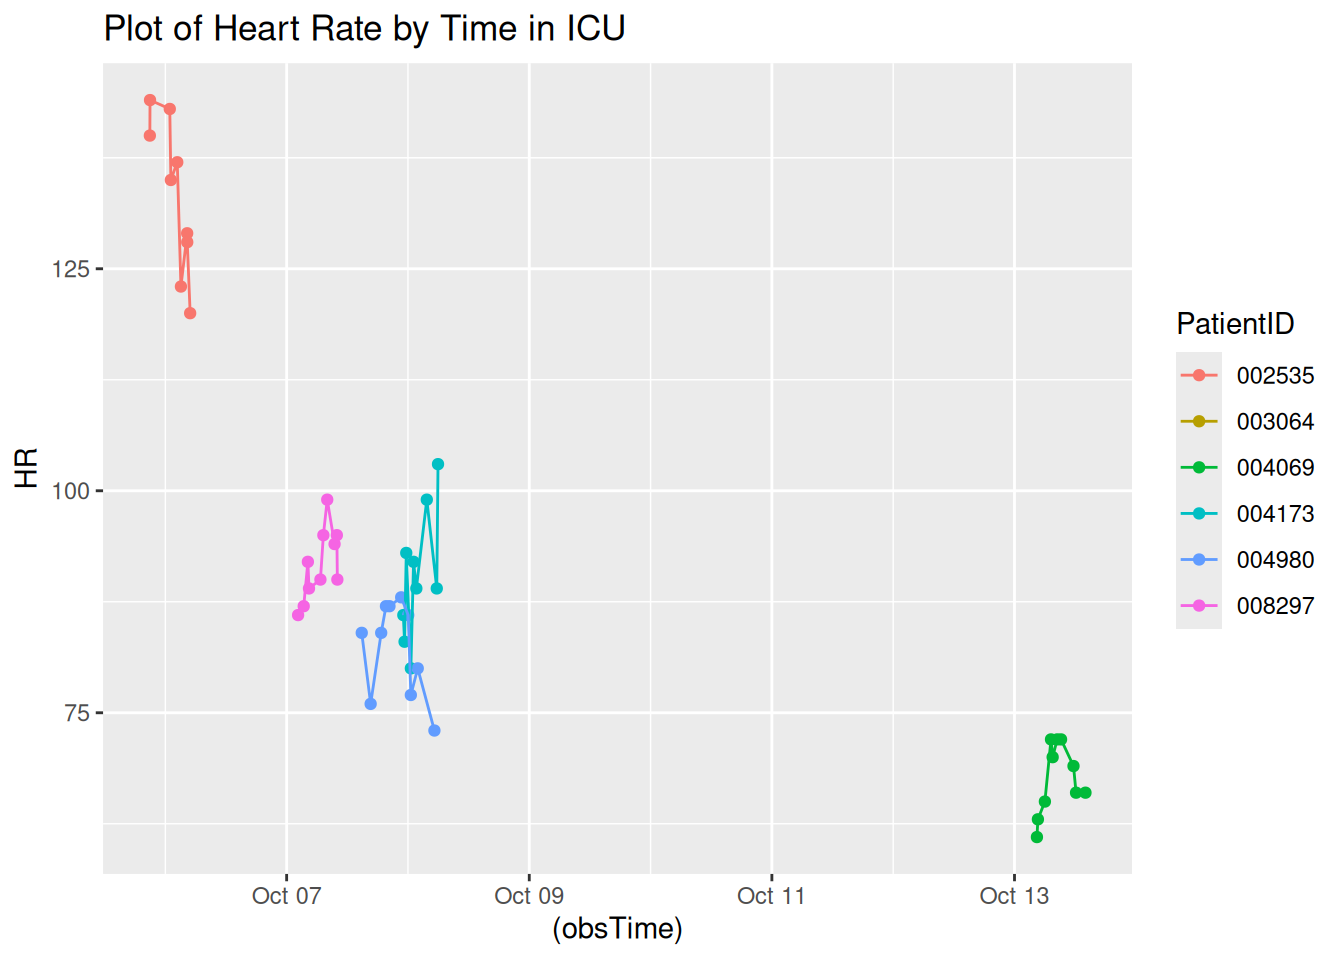 Plot of Heart Rate by Time in ICU
HR
125
100
75
Oct 07
Oct 09
Oct 11
Oct 13
(obsTime)
PatientID
002535
003064
004069
004173
004980
008297